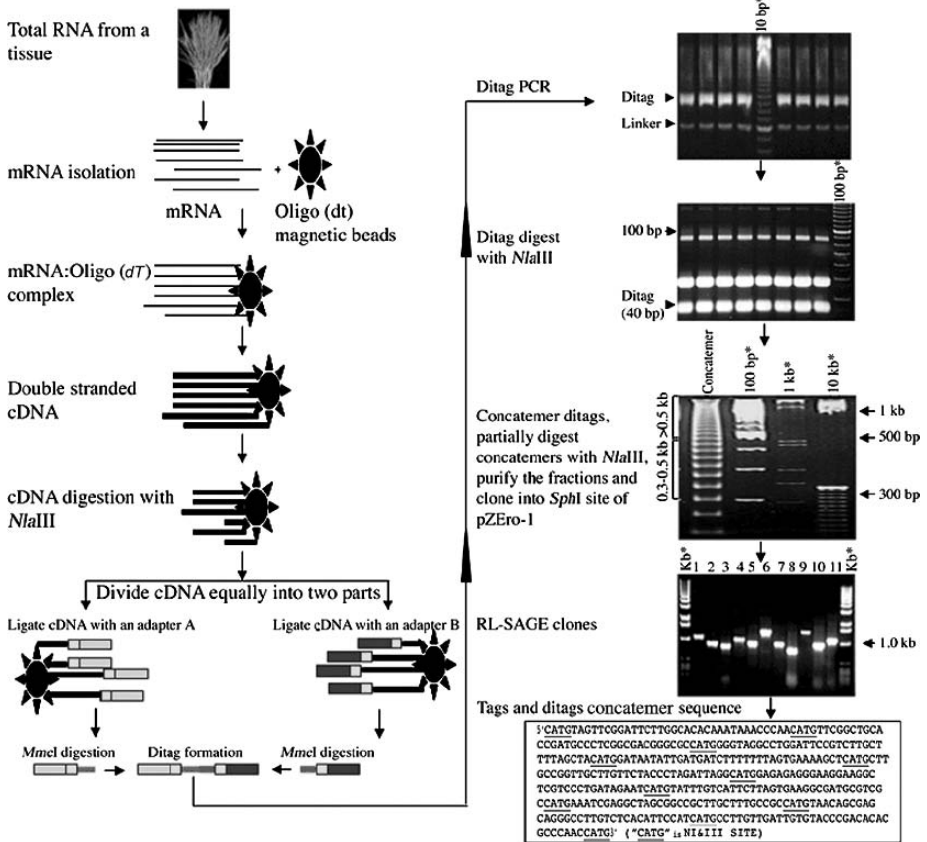 Total RNA from a
tissue
mRNA isolation
+
mRNA
Oligo (dt)
magnetic beads
mRNA:Oligo (dT)
complex
Double stranded
cDNA
cDNA digestion with
NlaIII
Divide cDNA equally into two parts
Ligate cDNA with an adapter A
Ligate cDNA with an adapter B
MmeI digestion
Ditag formation
MmeI digestion
Ditag PCR
10 bp*
Ditag
Linker
Ditag digest
with NlaIII
100 bp*
100 bp
Ditag
(40 bp)
Concatemer ditags,
partially digest
concatemers with NlaIII,
purify the fractions and
clone into SphI site of
pZEro-1
Concatemer
100 bp*
1 kb*
10 kb*
0.3-0.5 kb >0.5 kb
1 kb
500 bp
300 bp
RL-SAGE clones
Kb* 1 2 3 4 5 6 7 8 9 10 11 Kb*
1.0 kb
Tags and ditags concatemer sequence
5'CATGTAGTTCGGATTCTTGGCACACAAATAAACCCAACATGTTCGGCTGCA
CCGATGCCCTCGGCGACGGGCGCCATGGGGTAGGCCTGGATTCCGTCTTGCT
TTTAGCTACATGGATAATATTGATGATCTTTTTTTAGTGAAAAGCTCATGCTT
GCCGGTTGCTTGTTCTACCCTAGATTAGGCATGGAGAGAGGGAAGGAAGGC
TCGTCCCTGATAGAATCATGTATTTGTCATTCTTAGTGAAGGCGATGCGTCG
CCATGAAATCGAGGCTAGCGGCCGCTTGCTTTGCCGCCATGTAACAGCGAG
CAGGGCCTTGTCTCACATTCCATCATGCCTTGTTGATTGTGTACCCGACACAC
GCCCAACCATG3' ("CATG" is NI&III SITE)